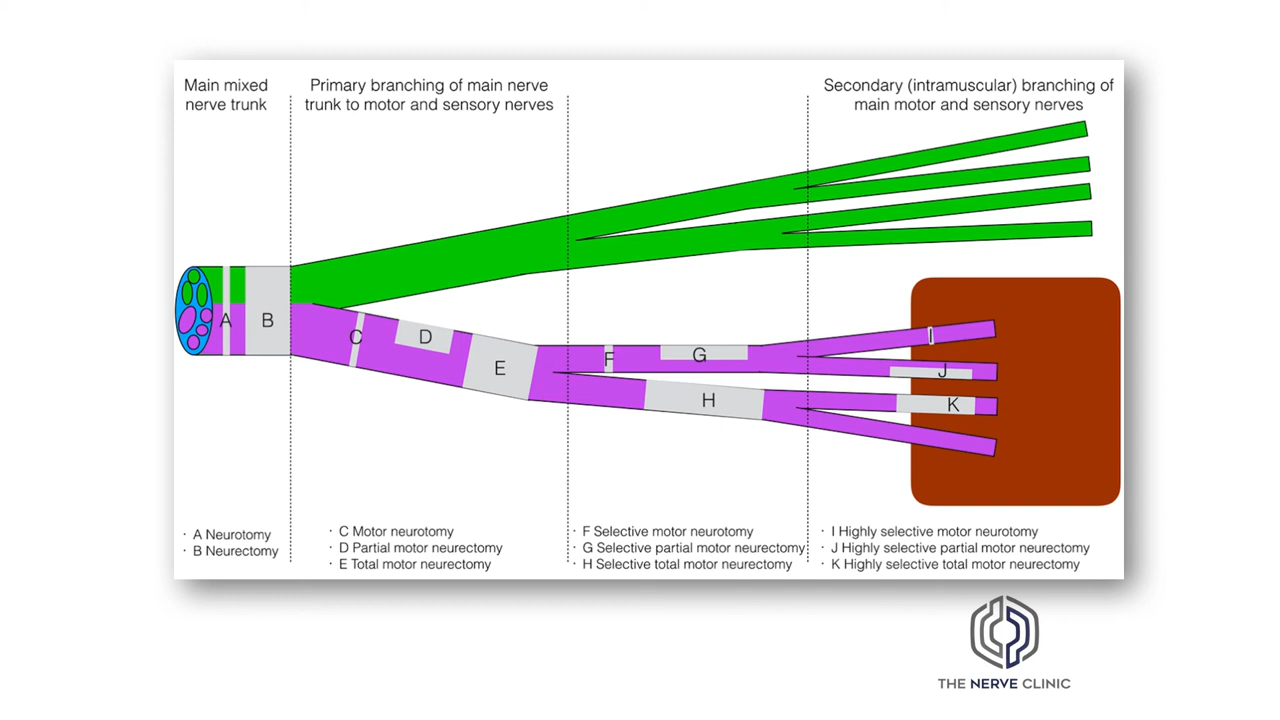 Main mixed
nerve trunk
Primary branching of main nerve
trunk to motor and sensory nerves
Secondary (intramuscular) branching of
main motor and sensory nerves
A
B
C
D
E
F
G
H
I
J
K
· A Neurotomy
· B Neurectomy
· C Motor neurotomy
· D Partial motor neurectomy
· E Total motor neurectomy
· F Selective motor neurotomy
· G Selective partial motor neurectomy
· H Selective total motor neurectomy
· I Highly selective motor neurotomy
· J Highly selective partial motor neurectomy
· K Highly selective total motor neurectomy
THE NERVE CLINIC